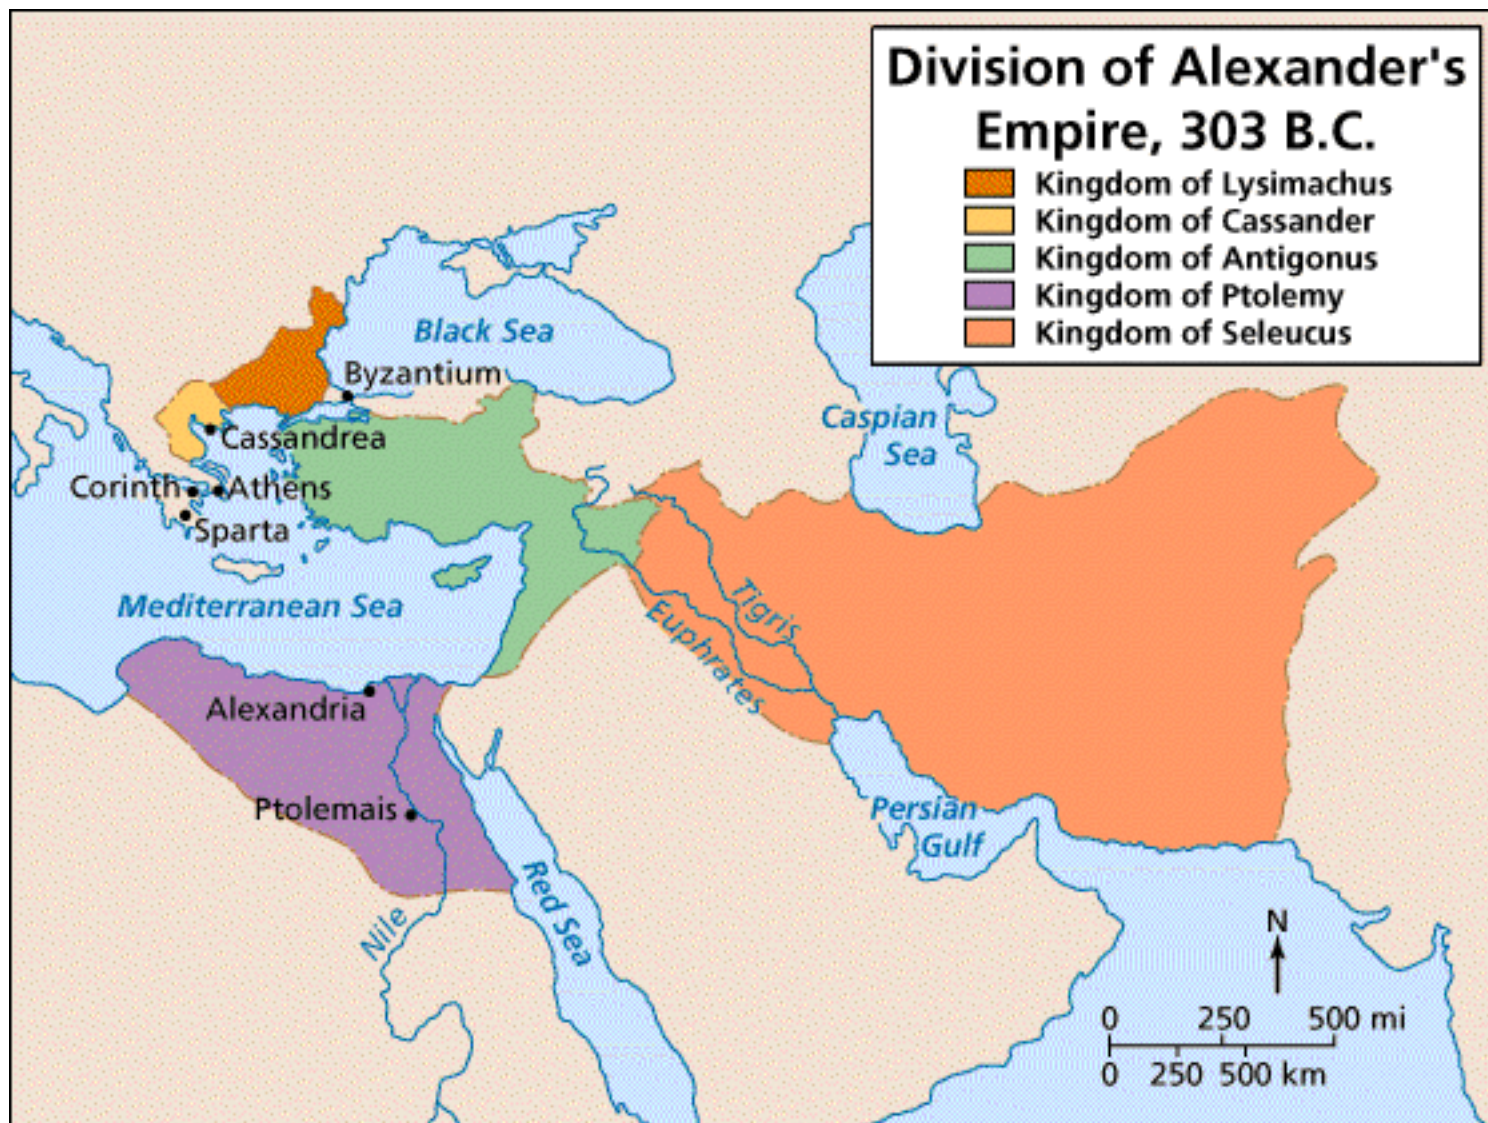 Division of Alexander's
Empire, 303 B.C.
Kingdom of Lysimachus
Kingdom of Cassander
Kingdom of Antigonus
Kingdom of Ptolemy
Kingdom of Seleucus
Black Sea
Byzantium
Caspian
Sea
Cassandrea
Corinth
Athens
Sparta
Mediterranean Sea
Tigris
Euphrates
Alexandria
Ptolemais
Persian
Gulf
Red Sea
Nile
N
0 250 500 mi
0 250 500 km